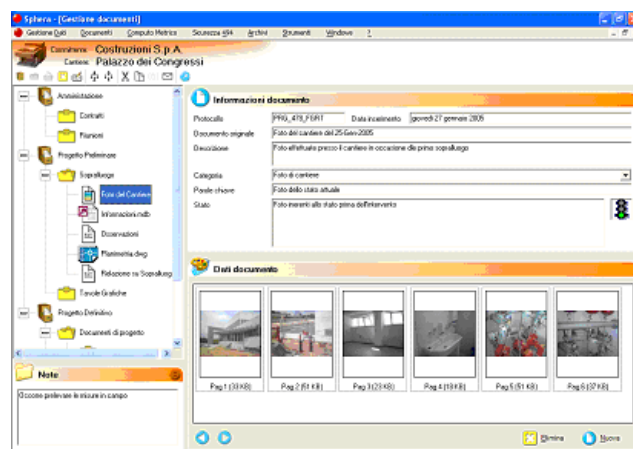 Sphera - [Gestione documenti]
Gestione Dati Documenti Computo Metrico Sicurezza 494 Archivi Strumenti Windows ?
Committente: Costruzioni S.p.A.
Cantiere: Palazzo dei Congressi
Amministrazione
Contratti
Riunioni
Progetto Preliminare
Sopralluogo
Foto del Cantiere
Informazioni.mdb
Osservazioni
Planimetria.dwg
Relazione su Sopralluog
Tavole Grafiche
Progetto Definitivo
Documenti di progetto
Note
Occorre prelevare le misure in campo
Informazioni documento
Protocollo PRG_478_FGRT Data inserimento giovedì 27 gennaio 2005
Documento originale Foto del cantiere del 25-Gen-2005
Descrizione Foto effettuata presso il cantiere in occasione del primo sopralluogo
Categoria Foto di cantiere
Parole chiave Foto dello stato attuale
Stato Foto inerenti allo stato prima dell'intervento
Dati documento
Pag.1 (33 KB) Pag.2 (51 KB) Pag.3 (23 KB) Pag.4 (18 KB) Pag.5 (51 KB) Pag.6 (37 KB)
Elimina Nuovo